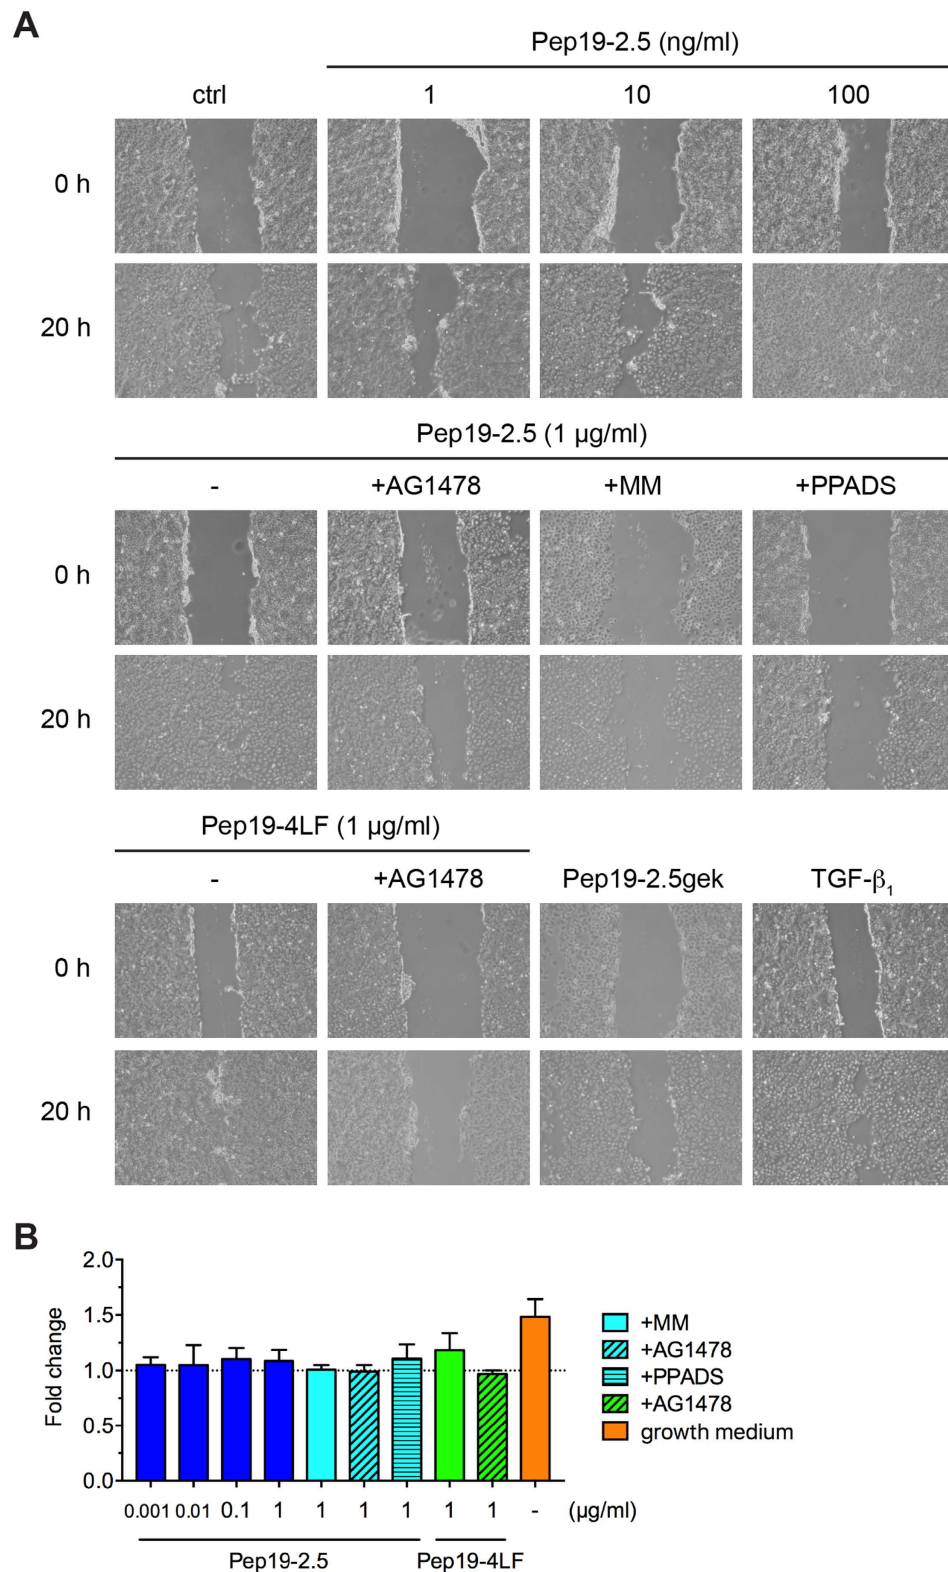 A
Pep19-2.5 (ng/ml)
ctrl 1 10 100
0 h
20 h
Pep19-2.5 (1 µg/ml)
- +AG1478 +MM +PPADS
0 h
20 h
Pep19-4LF (1 µg/ml)
- +AG1478 Pep19-2.5gek TGF-β₁
0 h
20 h
B
Fold change
2.0
1.5
1.0
0.5
0.0
+MM
+AG1478
+PPADS
+AG1478
growth medium
0.001 0.01 0.1 1 1 1 1 1 1 - (µg/ml)
Pep19-2.5 Pep19-4LF